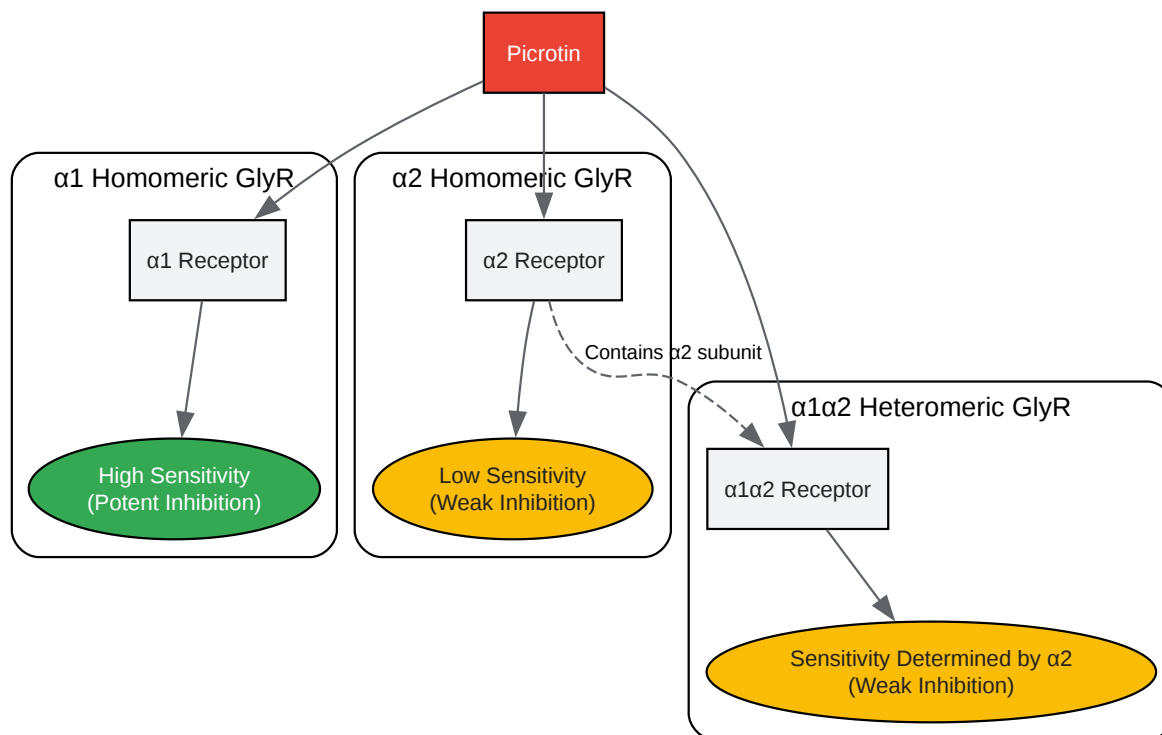 Picrotin
α1 Homomeric GlyR
α2 Homomeric GlyR
α1 Receptor
α2 Receptor
Contains α2 subunit
α1α2 Heteromeric GlyR
High Sensitivity
(Potent Inhibition)
Low Sensitivity
(Weak Inhibition)
α1α2 Receptor
Sensitivity Determined by α2
(Weak Inhibition)